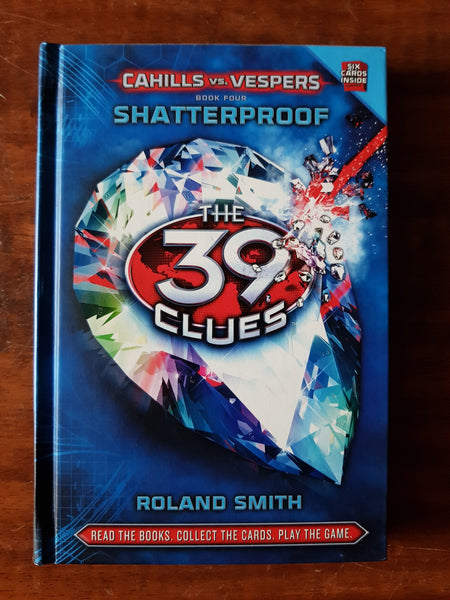 SIX
CARDS
INSIDE
CAHILLS vs. VESPERS
BOOK FOUR
SHATTERPROOF
THE
39
CLUES
ROLAND SMITH
READ THE BOOKS. COLLECT THE CARDS. PLAY THE GAME.